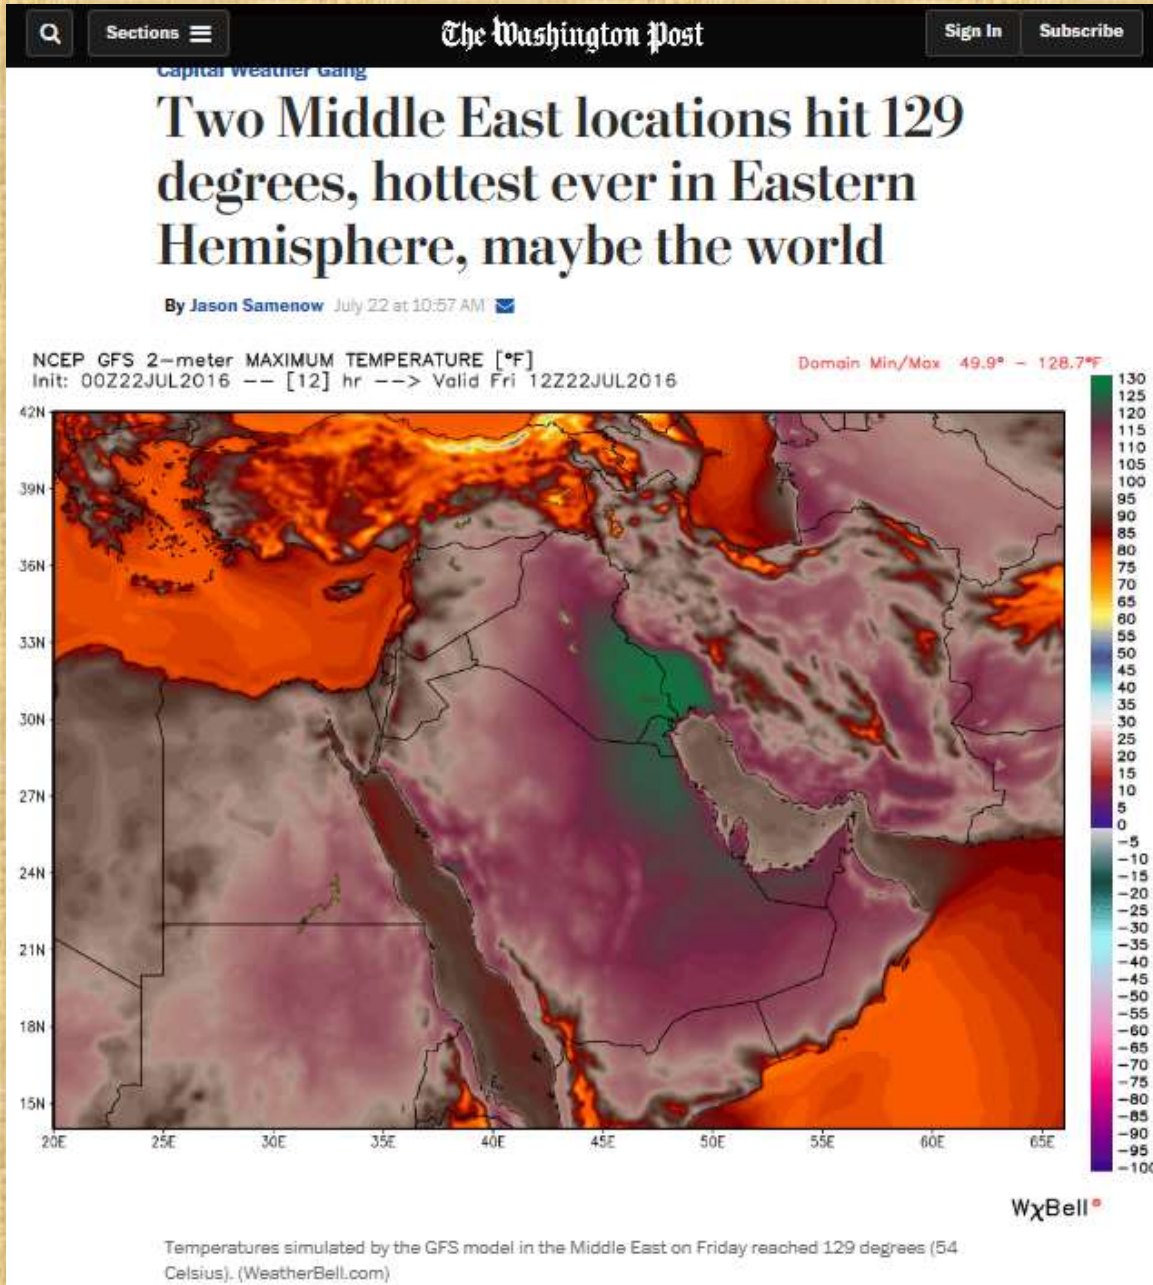 Sections
The Washington Post
Sign In
Subscribe
Capital Weather Gang
Two Middle East locations hit 129
degrees, hottest ever in Eastern
Hemisphere, maybe the world
By Jason Samenow July 22 at 10:57 AM
NCEP GFS 2-meter MAXIMUM TEMPERATURE [°F]
Domain Min/Max 49.9° - 128.7°F
Init: 00Z22JUL2016 -- [12] hr --> Valid Fri 12Z22JUL2016
42N
39N
36N
33N
30N
27N
24N
21N
18N
15N
20E
25E
30E
35E
40E
45E
50E
55E
60E
65E
130
125
120
115
110
105
100
95
90
85
80
75
70
65
60
55
50
45
40
35
30
25
20
15
10
5
0
-5
-10
-15
-20
-25
-30
-35
-40
-45
-50
-55
-60
-65
-70
-75
-80
-85
-90
-95
-100
WχBell
Temperatures simulated by the GFS model in the Middle East on Friday reached 129 degrees (54
Celsius). (WeatherBell.com)